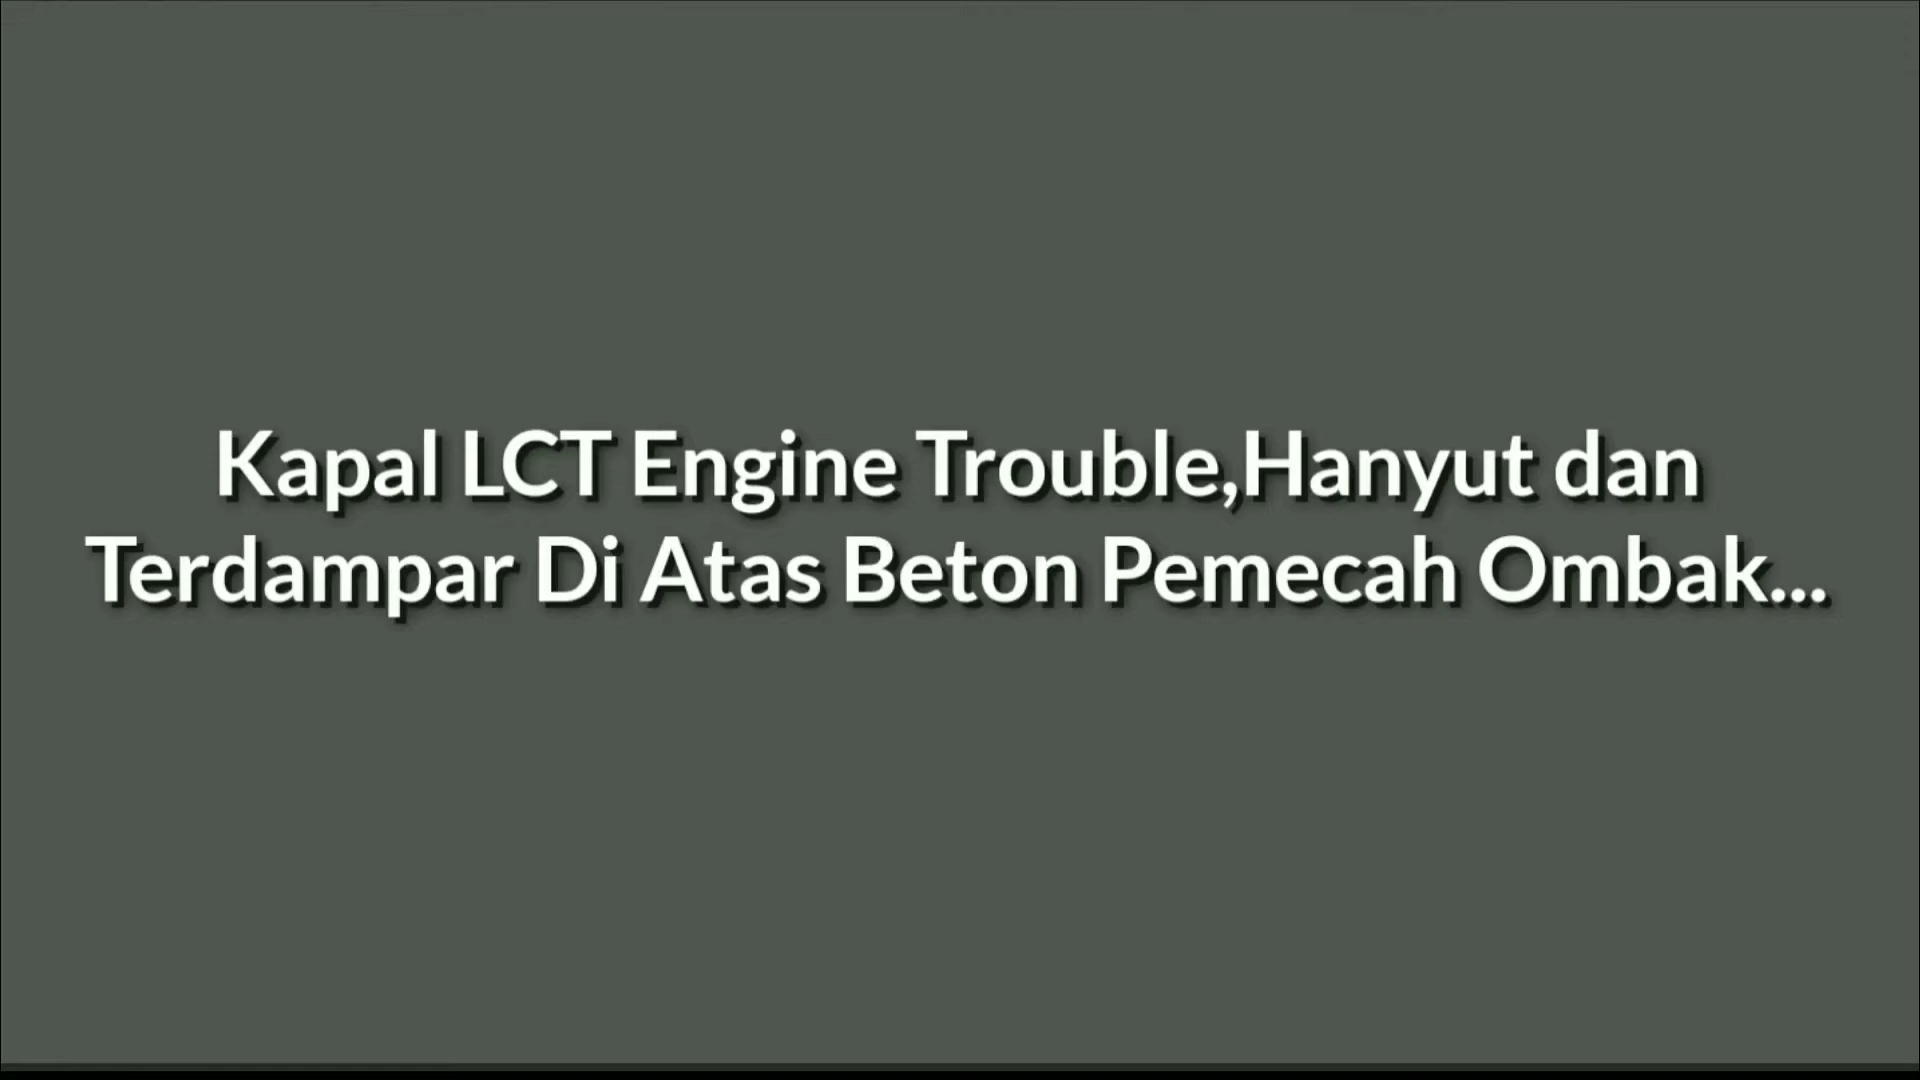 Kapal LCT Engine Trouble,Hanyut dan
Terdampar Di Atas Beton Pemecah Ombak...